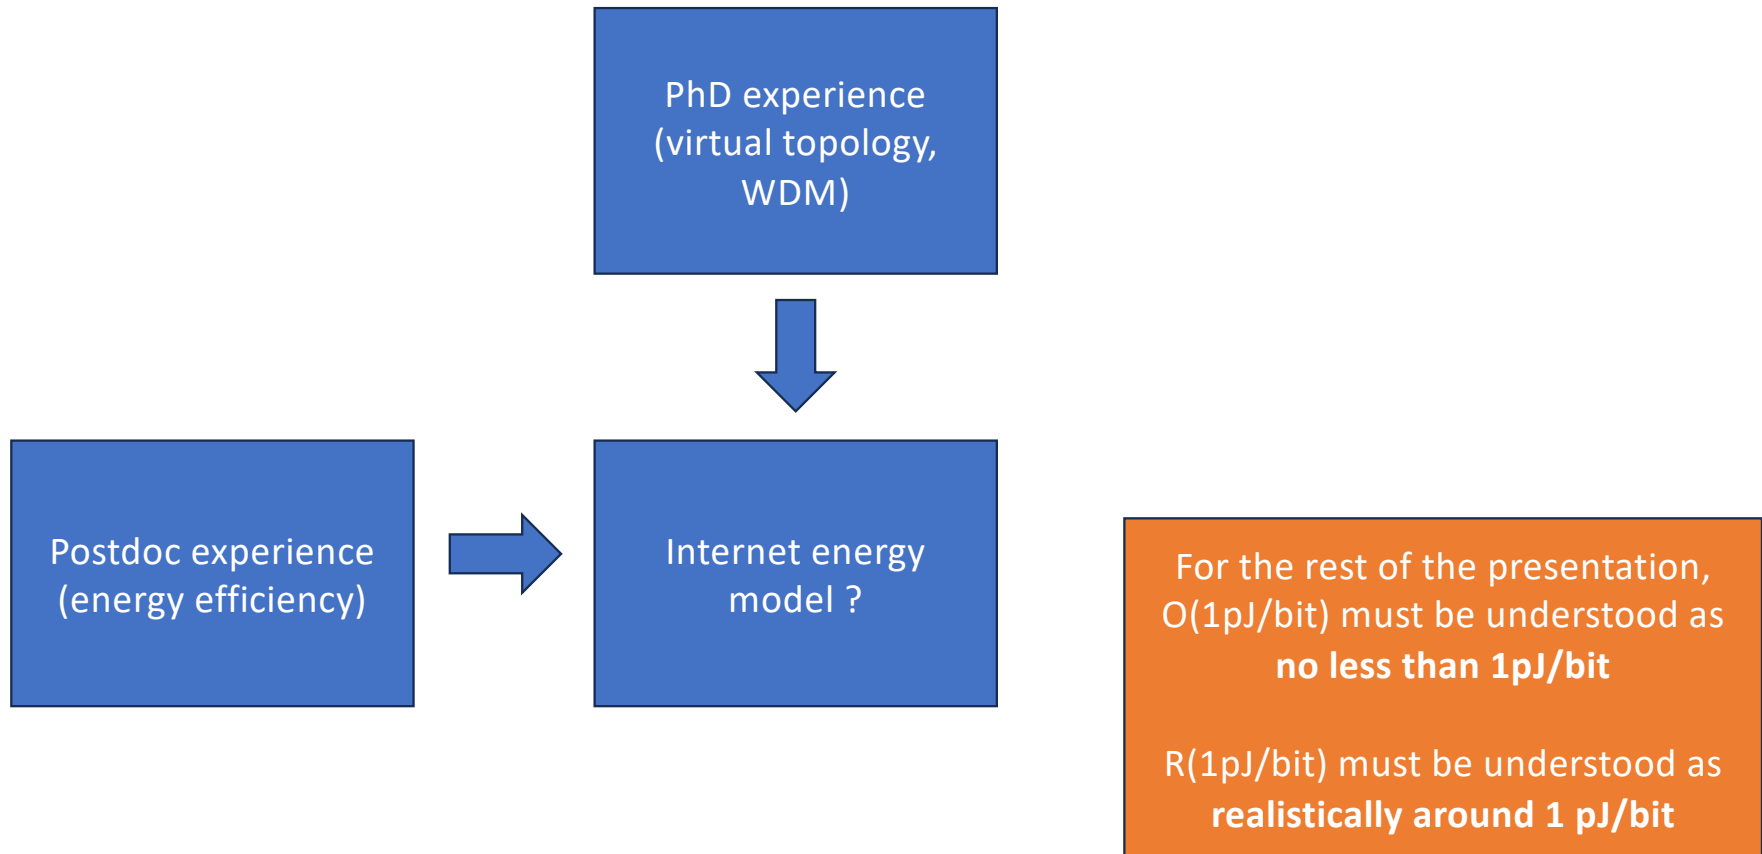 PhD experience
(virtual topology,
WDM)
Postdoc experience
(energy efficiency)
Internet energy
model ?
For the rest of the presentation,
O(1pJ/bit) must be understood as
no less than 1pJ/bit
R(1pJ/bit) must be understood as
realistically around 1 pJ/bit